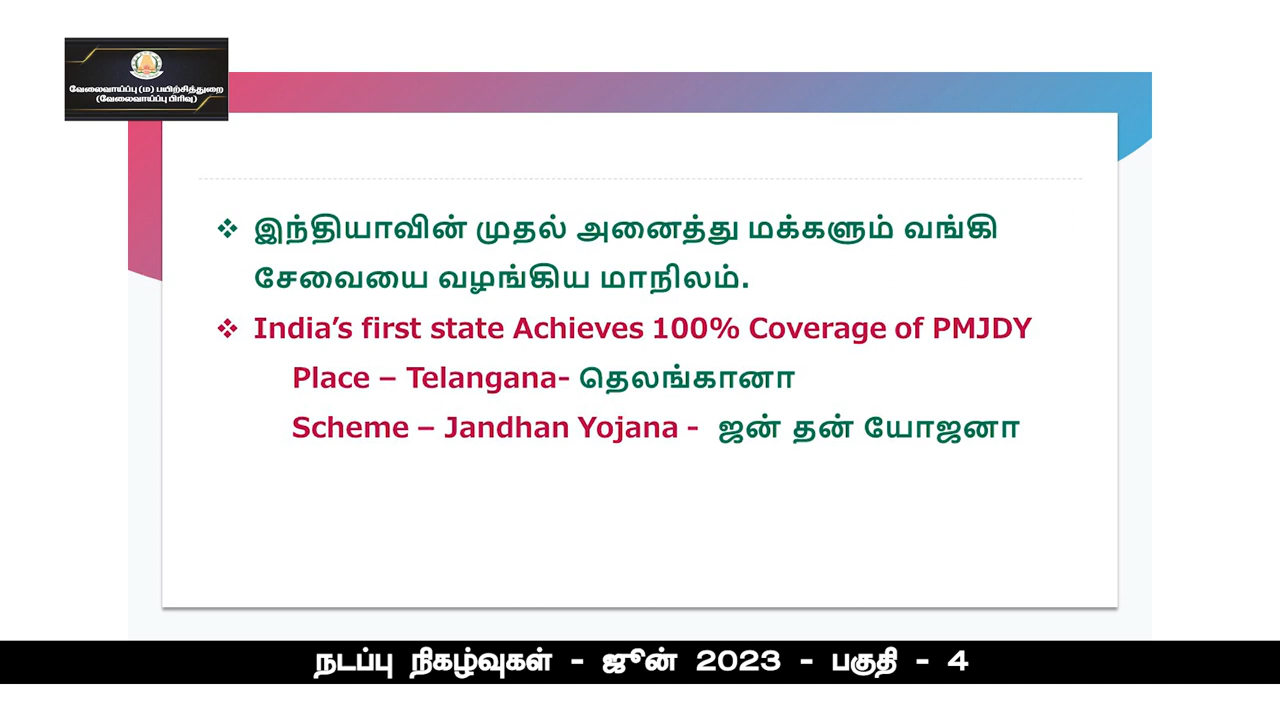 வேலைவாய்ப்பு (ம) பயிற்சித்துறை
(வேலைவாய்ப்பு பிரிவு)
❖ இந்தியாவின் முதல் அனைத்து மக்களும் வங்கி
சேவையை வழங்கிய மாநிலம்.
❖ India’s first state Achieves 100% Coverage of PMJDY
Place – Telangana- தெலங்கானா
Scheme – Jandhan Yojana - ஜன் தன் யோஜனா
நடப்பு நிகழ்வுகள் - ஜூன் 2023 - பகுதி - 4